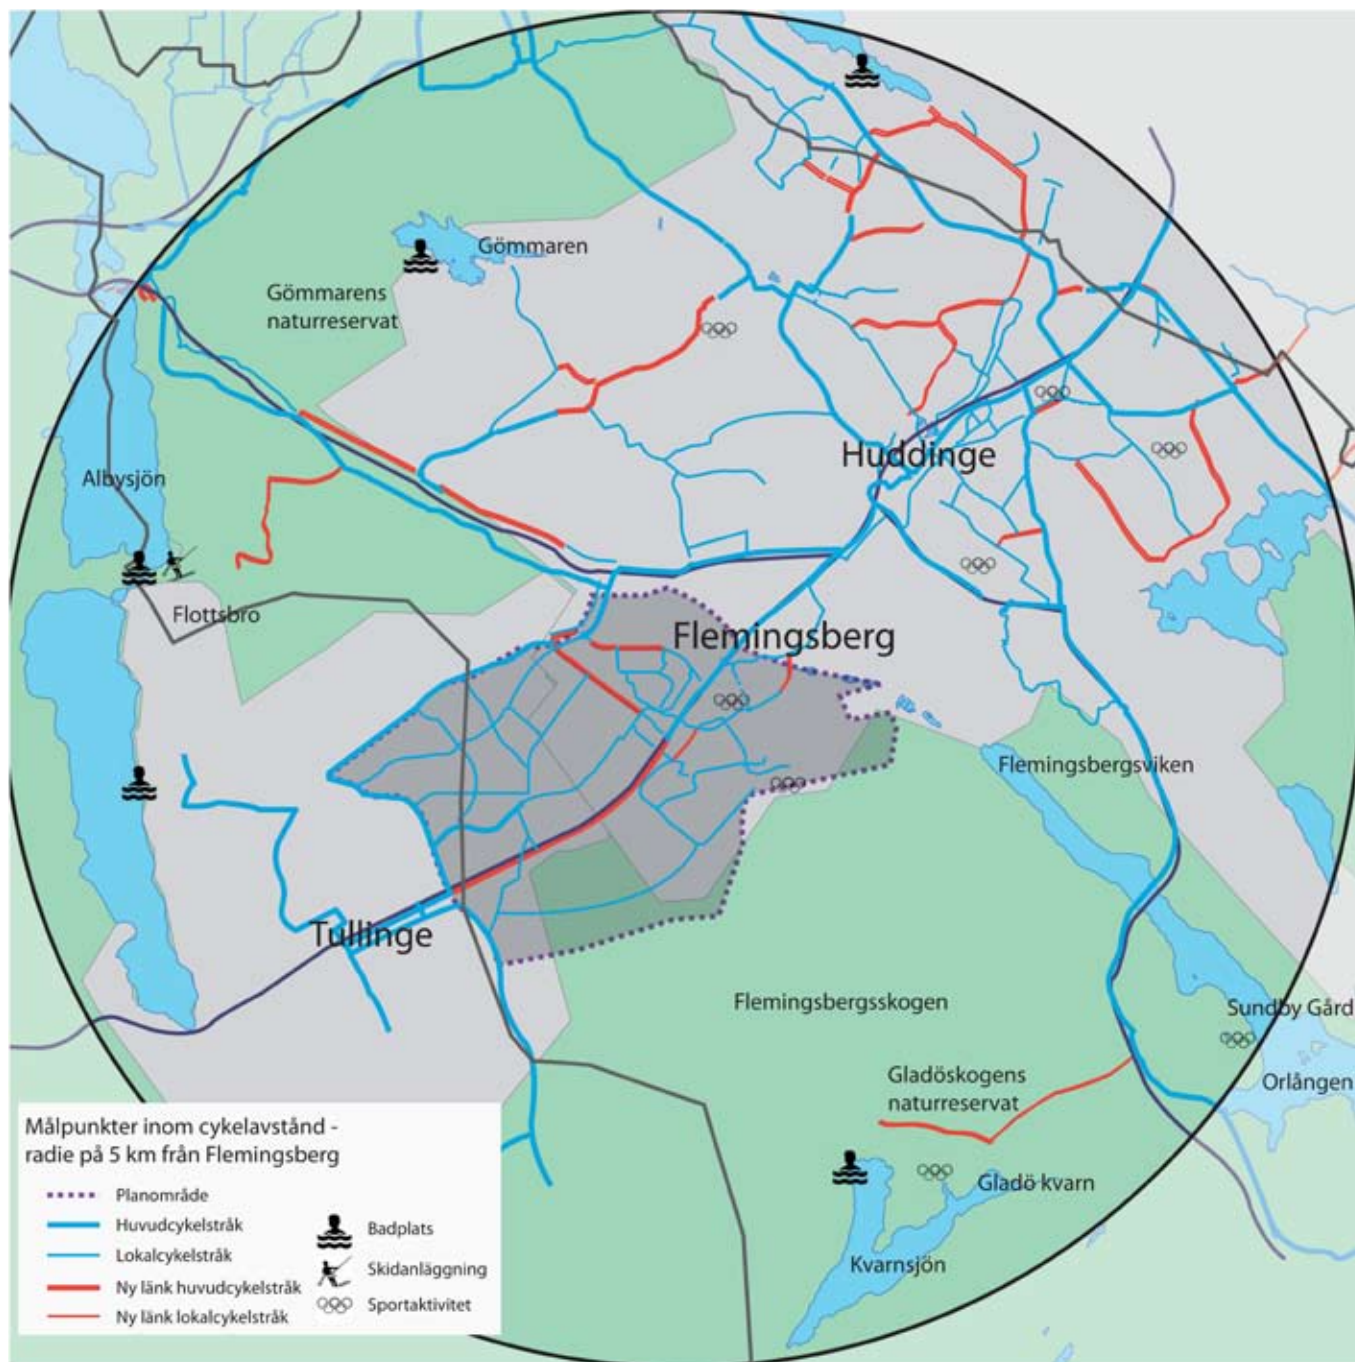 Gömmaren
Gömmarens
naturreservat
Huddinge
Albysjön
Flottsbro
Flemingsberg
Flemingsbergsviken
Tullinge
Flemingsbergsskogen
Sundby Gård
Gladöskogens
naturreservat
Orlången
Gladö kvarn
Kvarnsjön
Målpunkter inom cykelavstånd -
radie på 5 km från Flemingsberg
Planområde
Huvudcykelstråk
Lokalcykelstråk
Ny länk huvudcykelstråk
Ny länk lokalcykelstråk
Badplats
Skidanläggning
Sportaktivitet